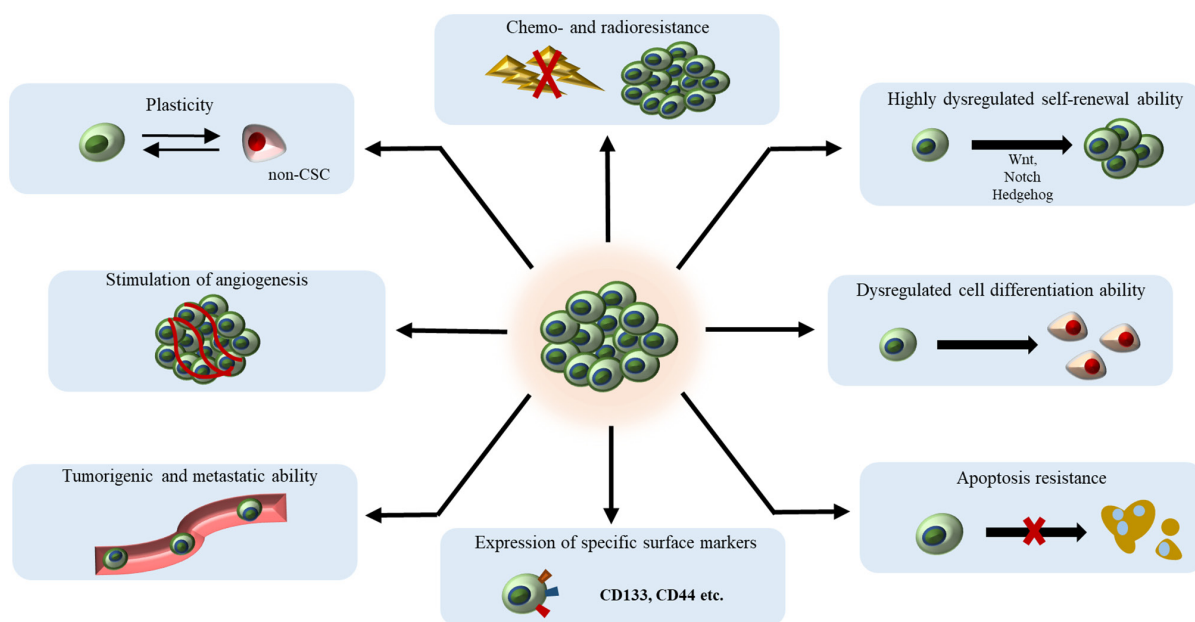 Chemo- and radioresistance
Plasticity
non-CSC
Highly dysregulated self-renewal ability
Wnt,
Notch
Hedgehog
Stimulation of angiogenesis
Dysregulated cell differentiation ability
Tumorigenic and metastatic ability
Apoptosis resistance
Expression of specific surface markers
CD133, CD44 etc.